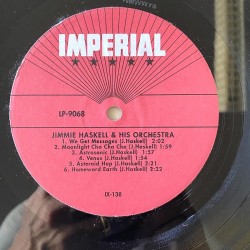 IMPERIAL
LP-9068
JIMMIE HASKELL & HIS ORCHESTRA
1. We Get Messages (J.Haskell) 2:02
2. Moonlight Cha Cha Cha (J.Haskell) 1:59
3. Astrosonic (J.Haskell) 1:57
4. Venus (J.Haskell) 1:54
5. Asteroid Hop (J.Haskell) 2:21
6. Homeward Earth (J.Haskell) 2:22
IX-138